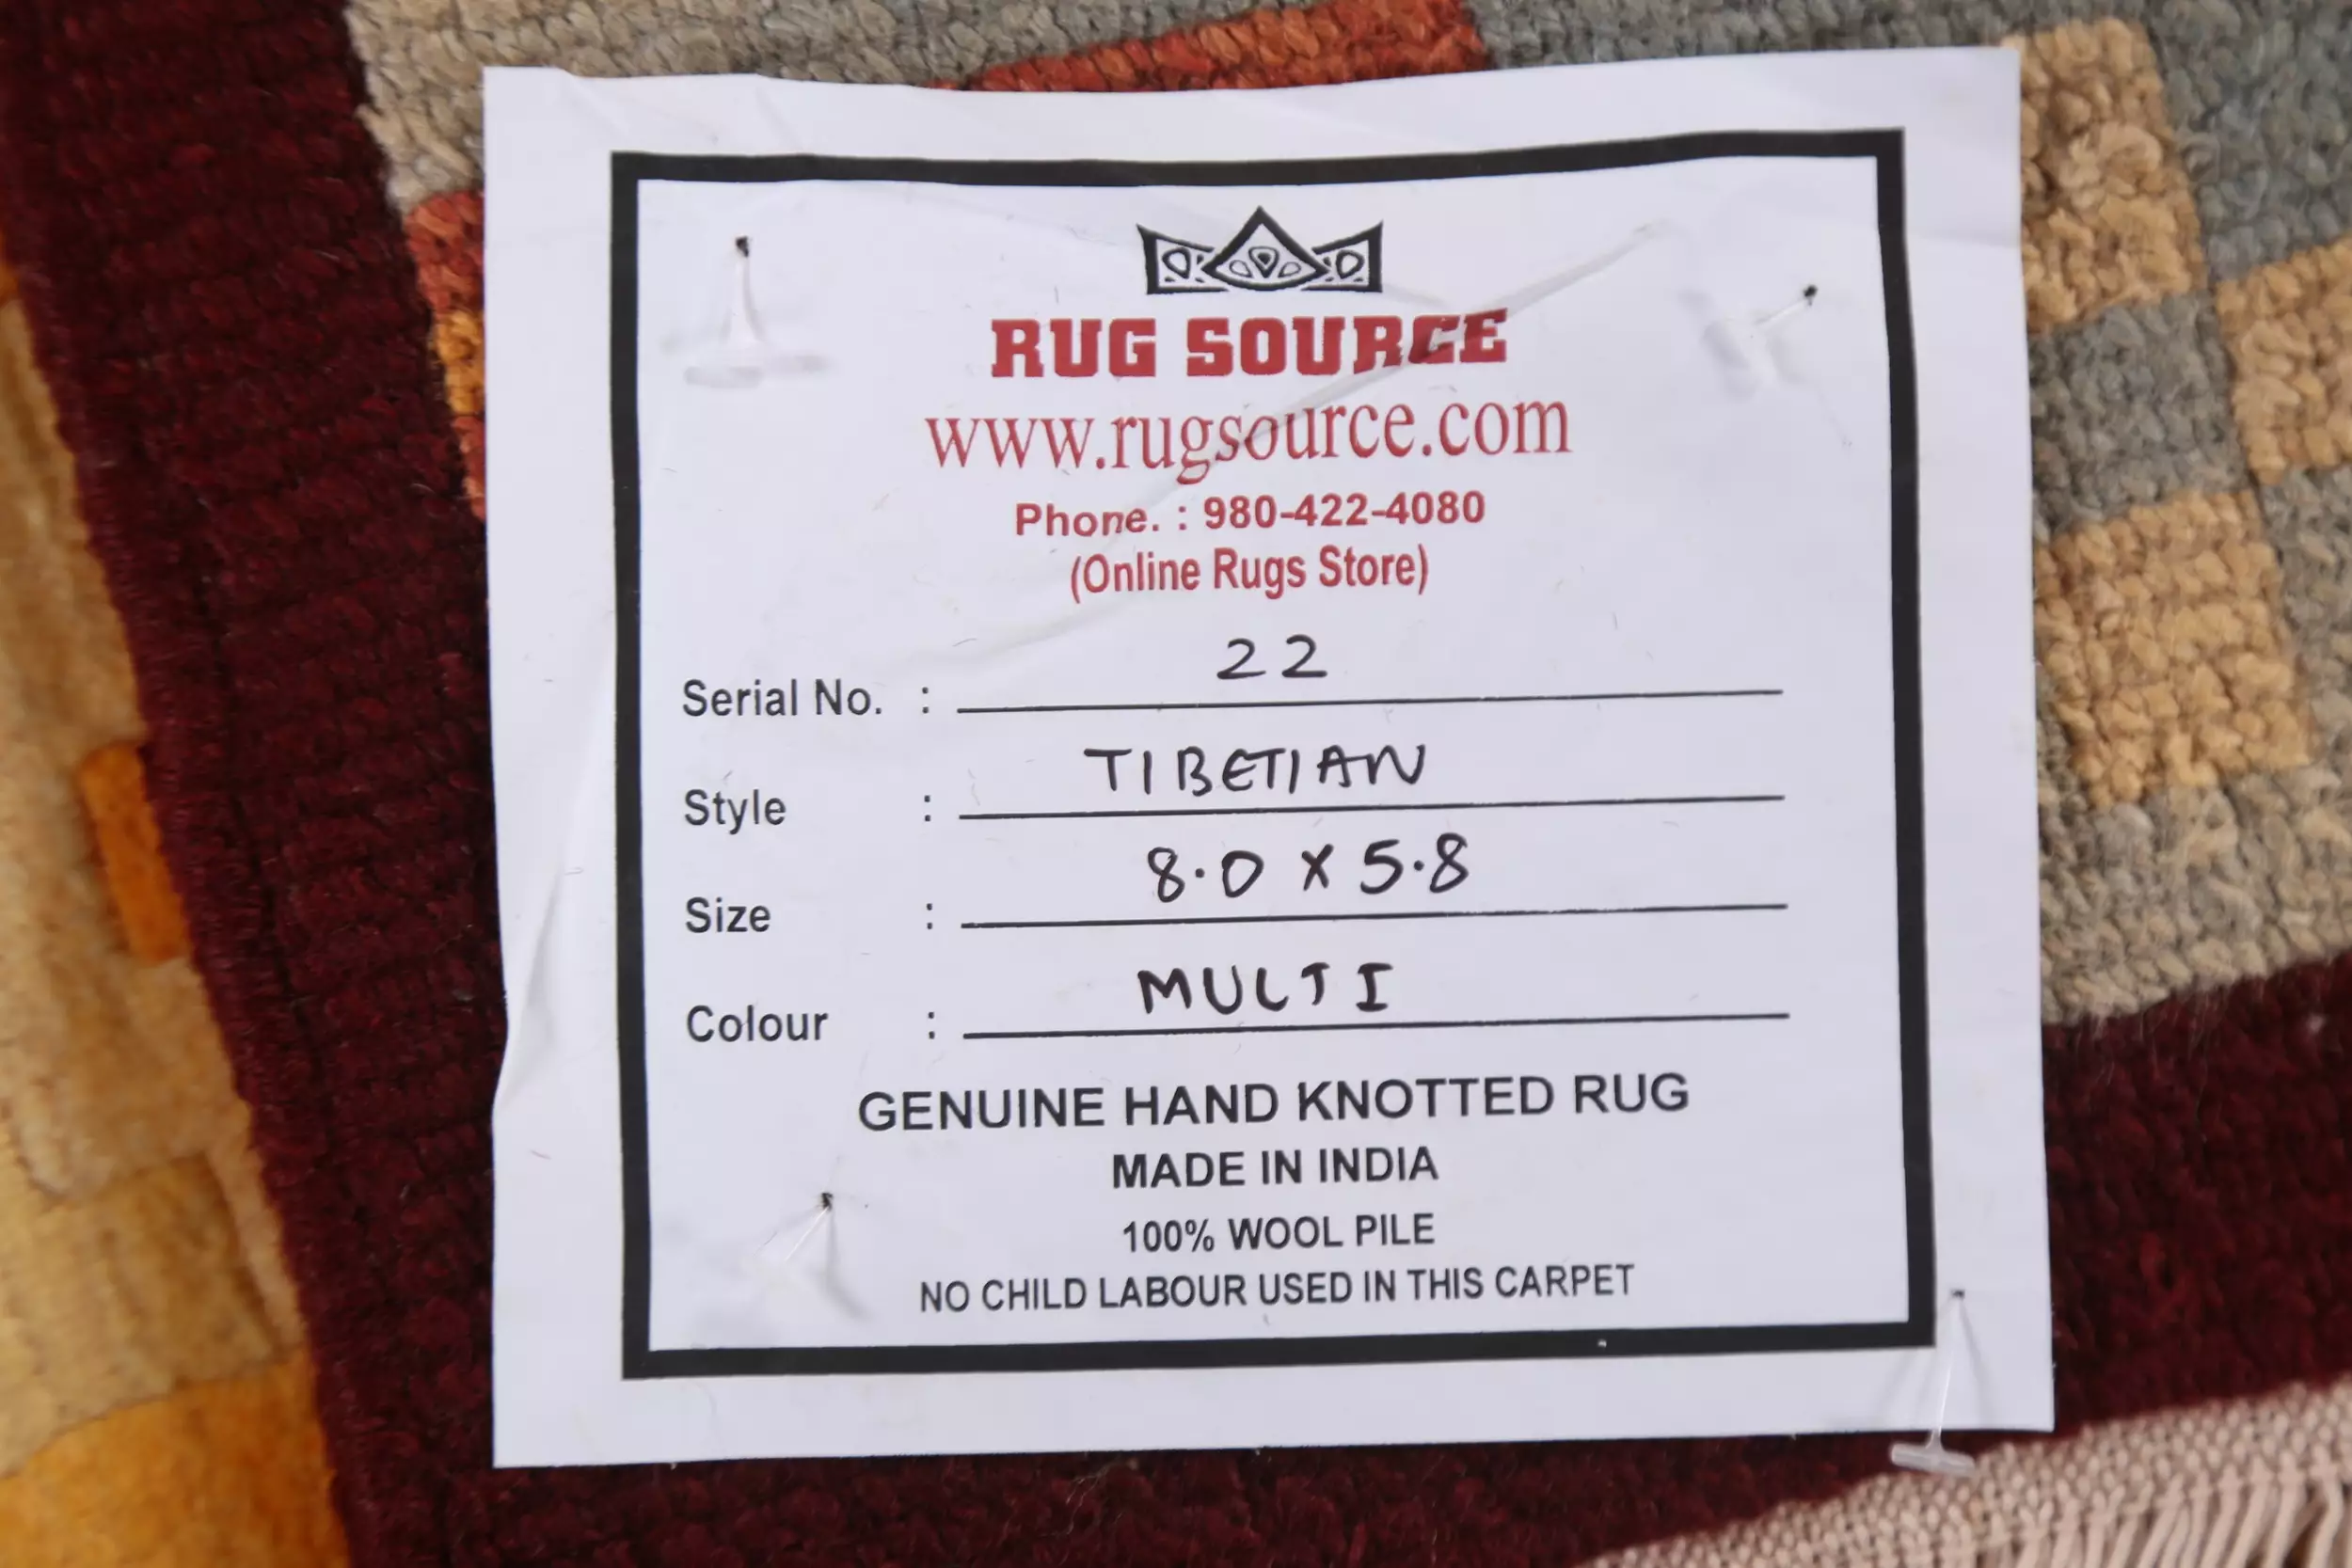 RUG SOURCE
www.rugsource.com
Phone. : 980-422-4080
(Online Rugs Store)
Serial No. : 22
Style : TIBETIAN
Size : 8.0 x 5.8
Colour : MULTI
GENUINE HAND KNOTTED RUG
MADE IN INDIA
100% WOOL PILE
NO CHILD LABOUR USED IN THIS CARPET